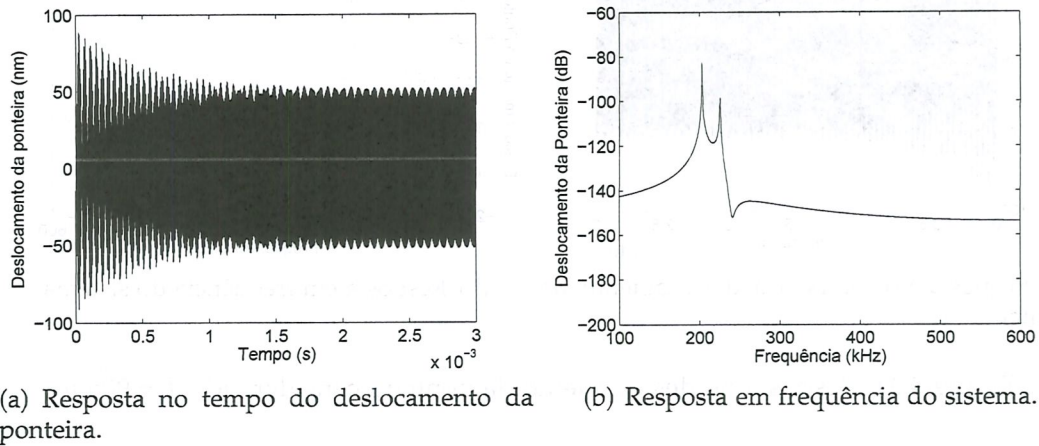 Deslocamento da ponteira (nm)
100
50
0
−50
−100
0 0.5 1 1.5 2 2.5 3
Tempo (s)
x 10⁻³
(a) Resposta no tempo do deslocamento da
ponteira.
Deslocamento da Ponteira (dB)
−60
−80
−100
−120
−140
−160
−180
−200
100 200 300 400 500 600
Frequência (kHz)
(b) Resposta em frequência do sistema.